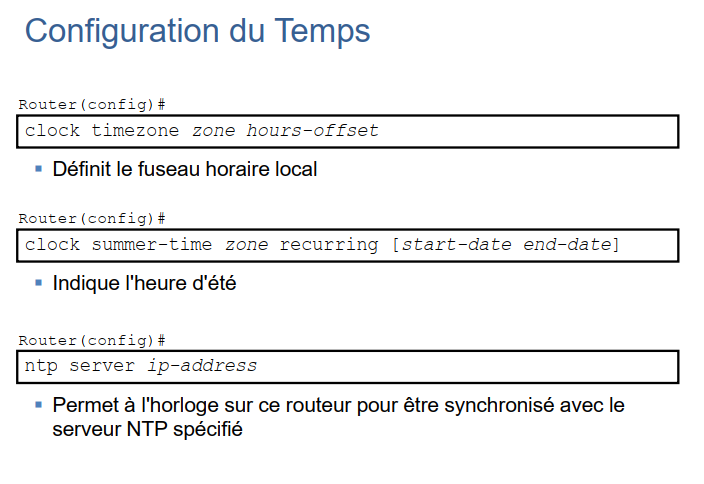 Configuration du Temps
Router(config)#
clock timezone zone hours-offset
Définit le fuseau horaire local
Router(config)#
clock summer-time zone recurring [start-date end-date]
Indique l'heure d'été
Router(config)#
ntp server ip-address
Permet à l'horloge sur ce routeur pour être synchronisé avec le
serveur NTP spécifié